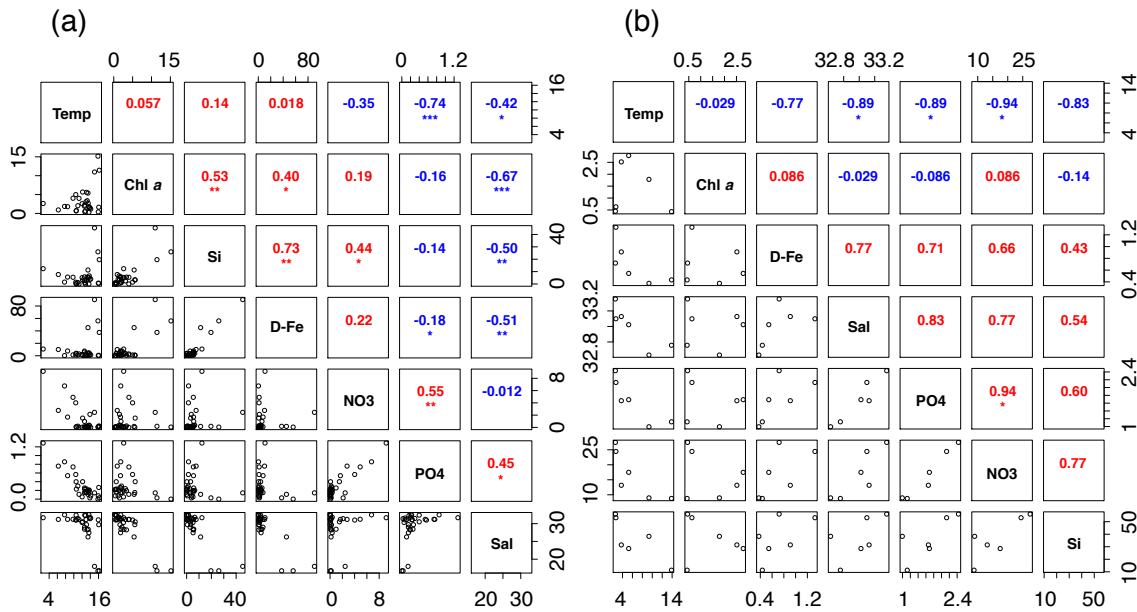 (a) (b)
0 15 0 40 80 0 1.2 0.5 2.5 32.8 33.2 10 25
Temp 0.057 0.14 0.018 -0.35 -0.74 -0.42 4 16 Temp -0.029 -0.77 -0.89 -0.89 -0.94 -0.83 4 14
*** * * * *
0 15 Chl a 0.53 0.40 0.19 -0.16 -0.67 0.5 2.5 Chl a 0.086 -0.029 -0.086 0.086 -0.14
** * ***
Si 0.73 0.44 -0.14 -0.50 0 40 D-Fe 0.77 0.71 0.66 0.43 0.4 1.2
** * **
0 80 D-Fe 0.22 -0.18 -0.51 32.8 33.2 Sal 0.83 0.77 0.54
* **
NO3 0.55 -0.012 0 8 PO4 0.94 0.60 1 2.4
** *
0.0 1.2 PO4 0.45 10 25 NO3 0.77
*
Sal 20 30 Si 10 50
4 16 0 40 0 8 20 30 4 14 0.4 1.2 1 2.4 10 50